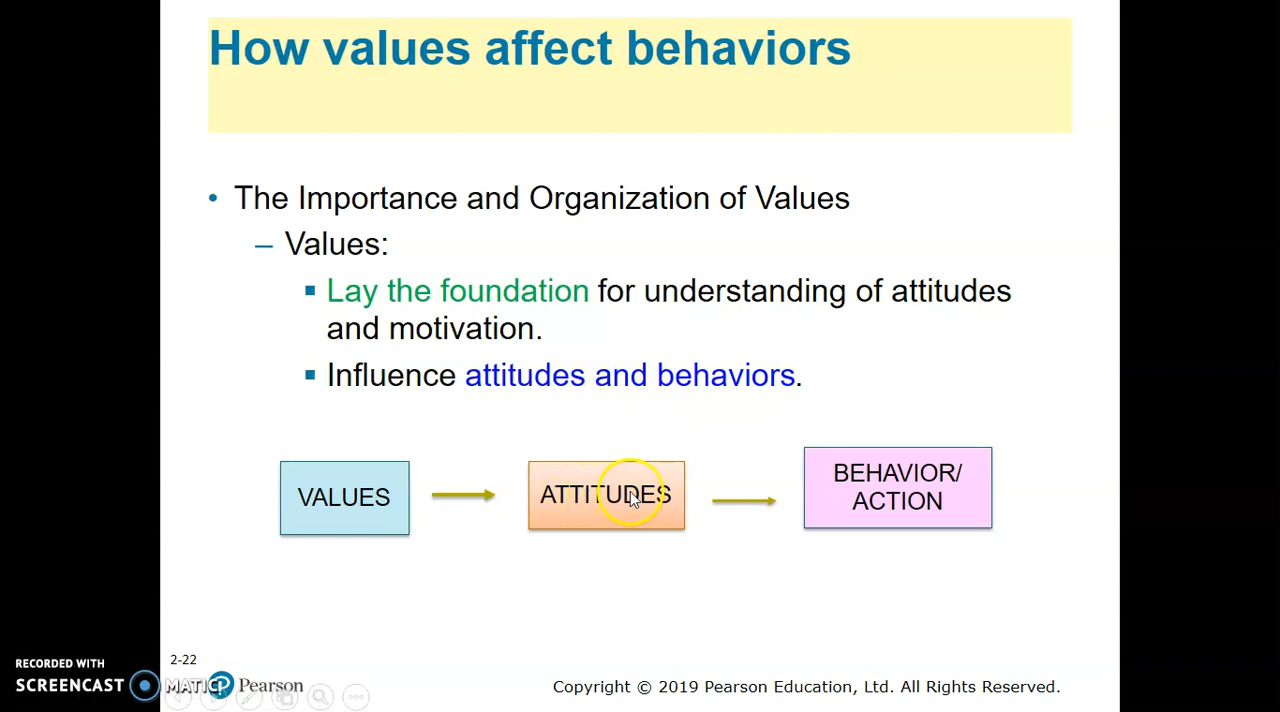 How values affect behaviors
• The Importance and Organization of Values
– Values:
▪ Lay the foundation for understanding of attitudes
and motivation.
▪ Influence attitudes and behaviors.
VALUES
ATTITUDES
BEHAVIOR/
ACTION
2-22
RECORDED WITH
SCREENCAST MATIC
Pearson
Copyright © 2019 Pearson Education, Ltd. All Rights Reserved.